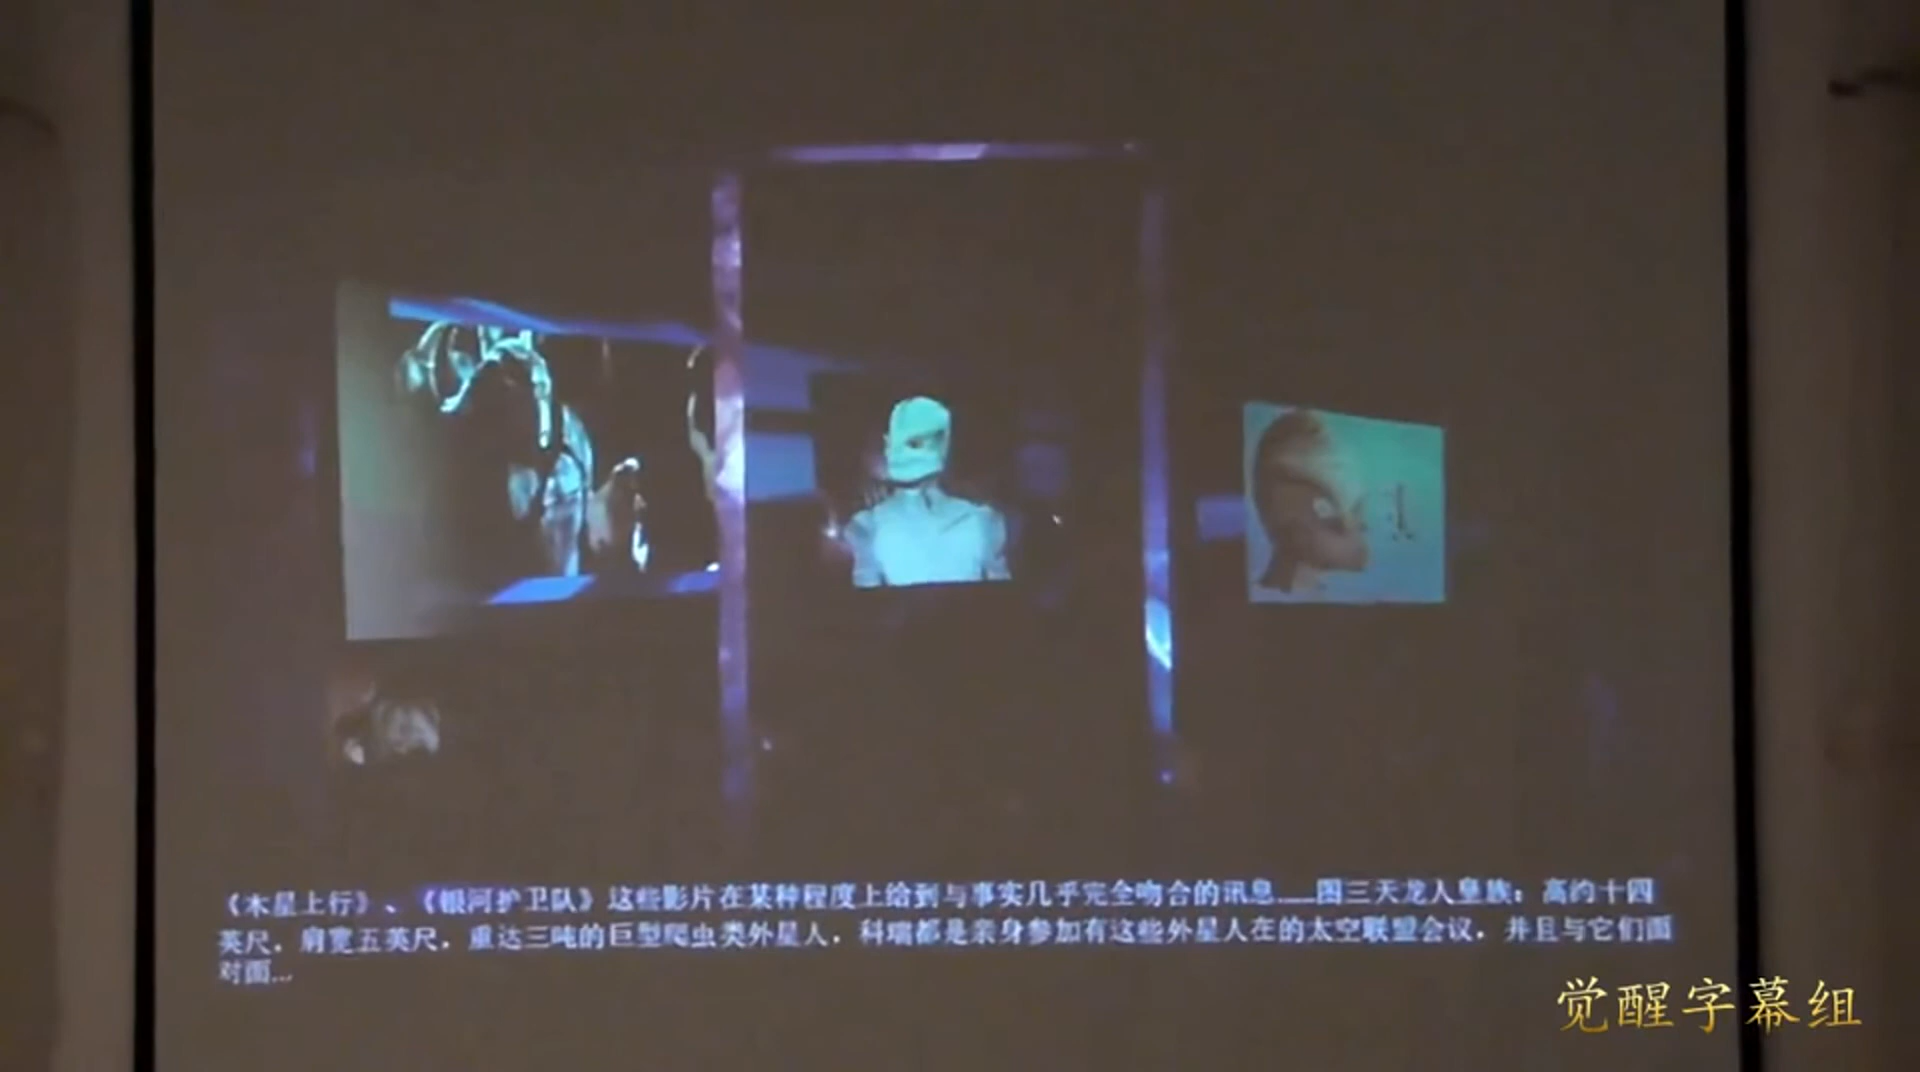 《木星上行》、《银河护卫队》这些影片在某种程度上给到与事实几乎完全吻合的讯息……图三天龙人皇族：高约十四
英尺，肩宽五英尺，重达三吨的巨型爬虫类外星人，科瑞都是亲身参加有这些外星人在的太空联盟会议，并且与它们面
对面...
觉醒字幕组